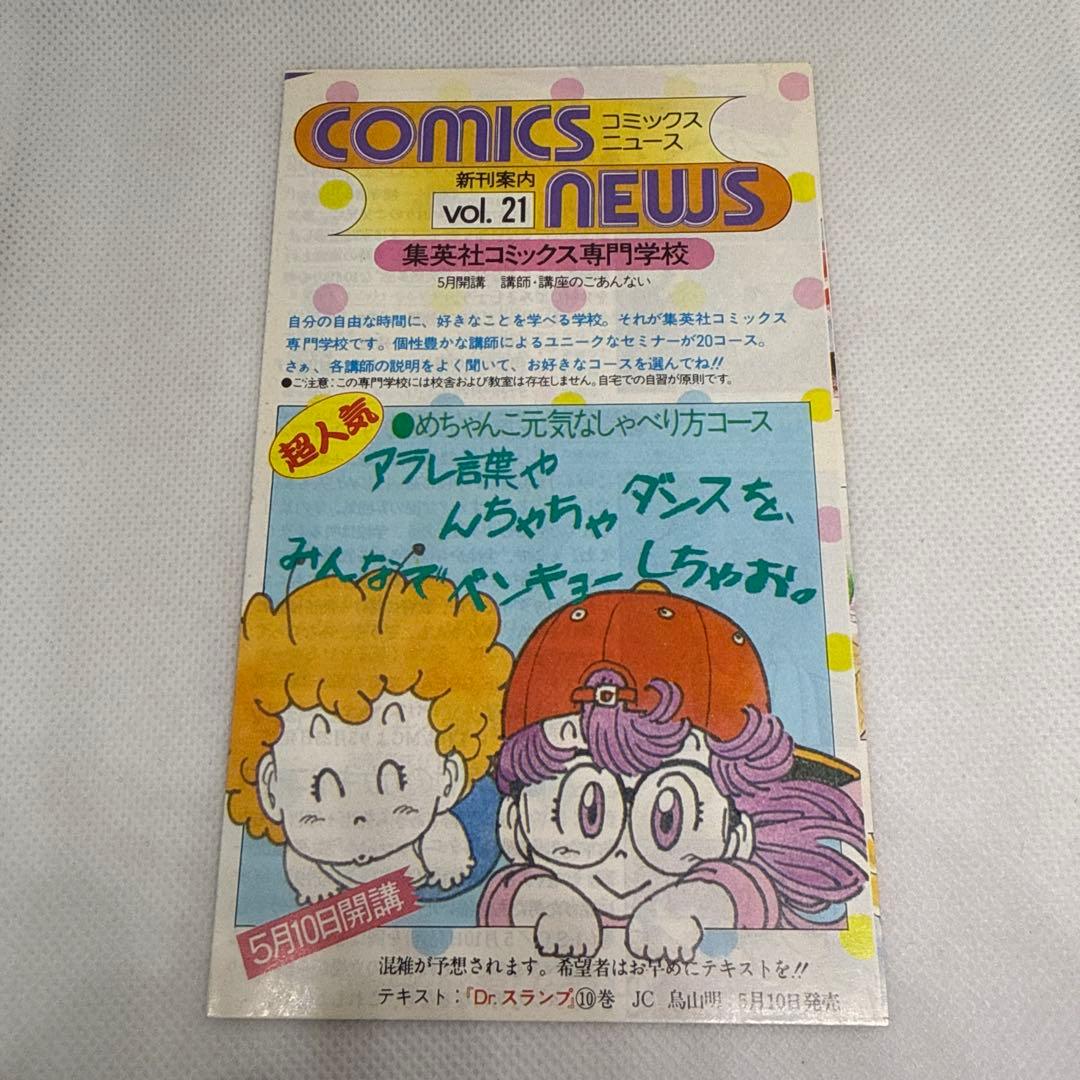 COMICS コミックス
ニュース
新刊案内
vol. 21 NEWS
集英社コミックス専門学校
5月開講 講師・講座のごあんない
自分の自由な時間に、好きなことを学べる学校。それが集英社コミックス
専門学校です。個性豊かな講師によるユニークなセミナーが20コース。
さぁ、各講師の説明をよく聞いて、お好きなコースを選んでね!!
●ご注意:この専門学校には校舎および教室は存在しません。自宅での自習が原則です。
超人気
●めちゃんこ元気なしゃべり方コース
アラレ言葉や
んちゃちゃダンスを、
みんなでベンキョーしちゃお。
5月10日開講
混雑が予想されます。希望者はお早めにテキストを!!
テキスト:『Dr.スランプ』⑩巻 JC 鳥山明 5月10日発売